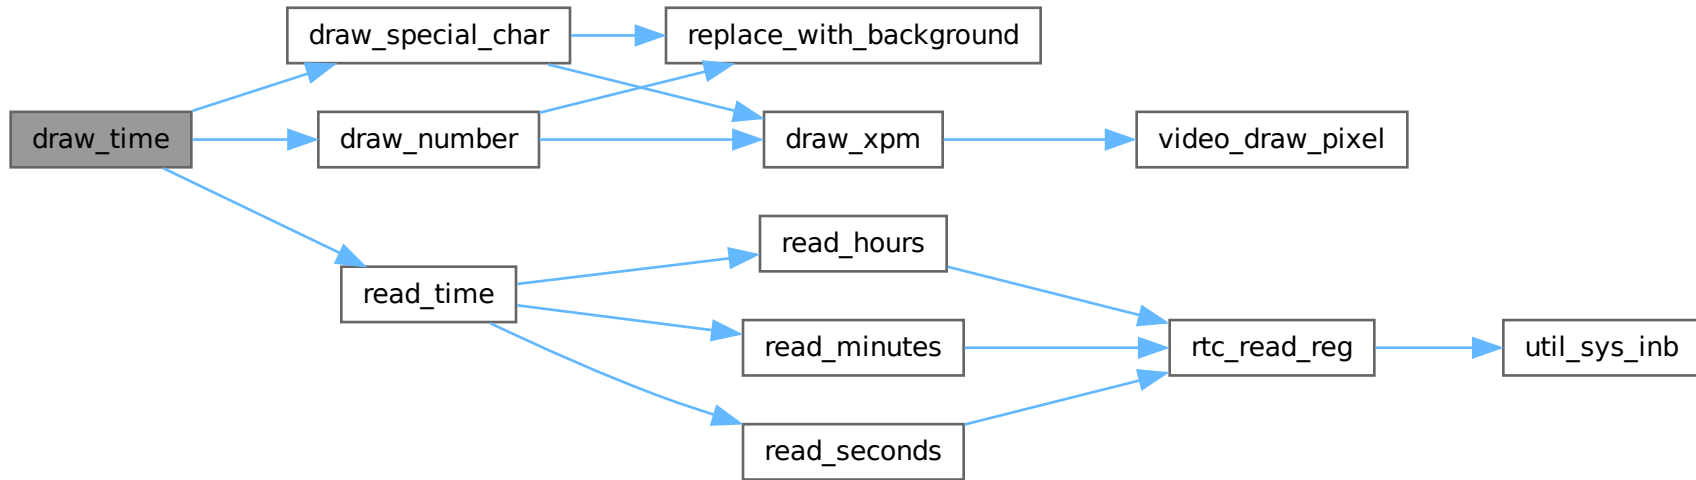 draw_special_char
replace_with_background
draw_time
draw_number
draw_xpm
video_draw_pixel
read_hours
read_time
read_minutes
rtc_read_reg
util_sys_inb
read_seconds